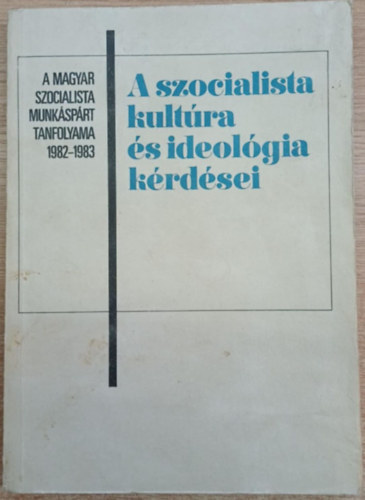 A MAGYAR
SZOCIALISTA
MUNKÁSPÁRT
TANFOLYAMA
1982–1983
A szocialista
kultúra
és ideológia
kérdései